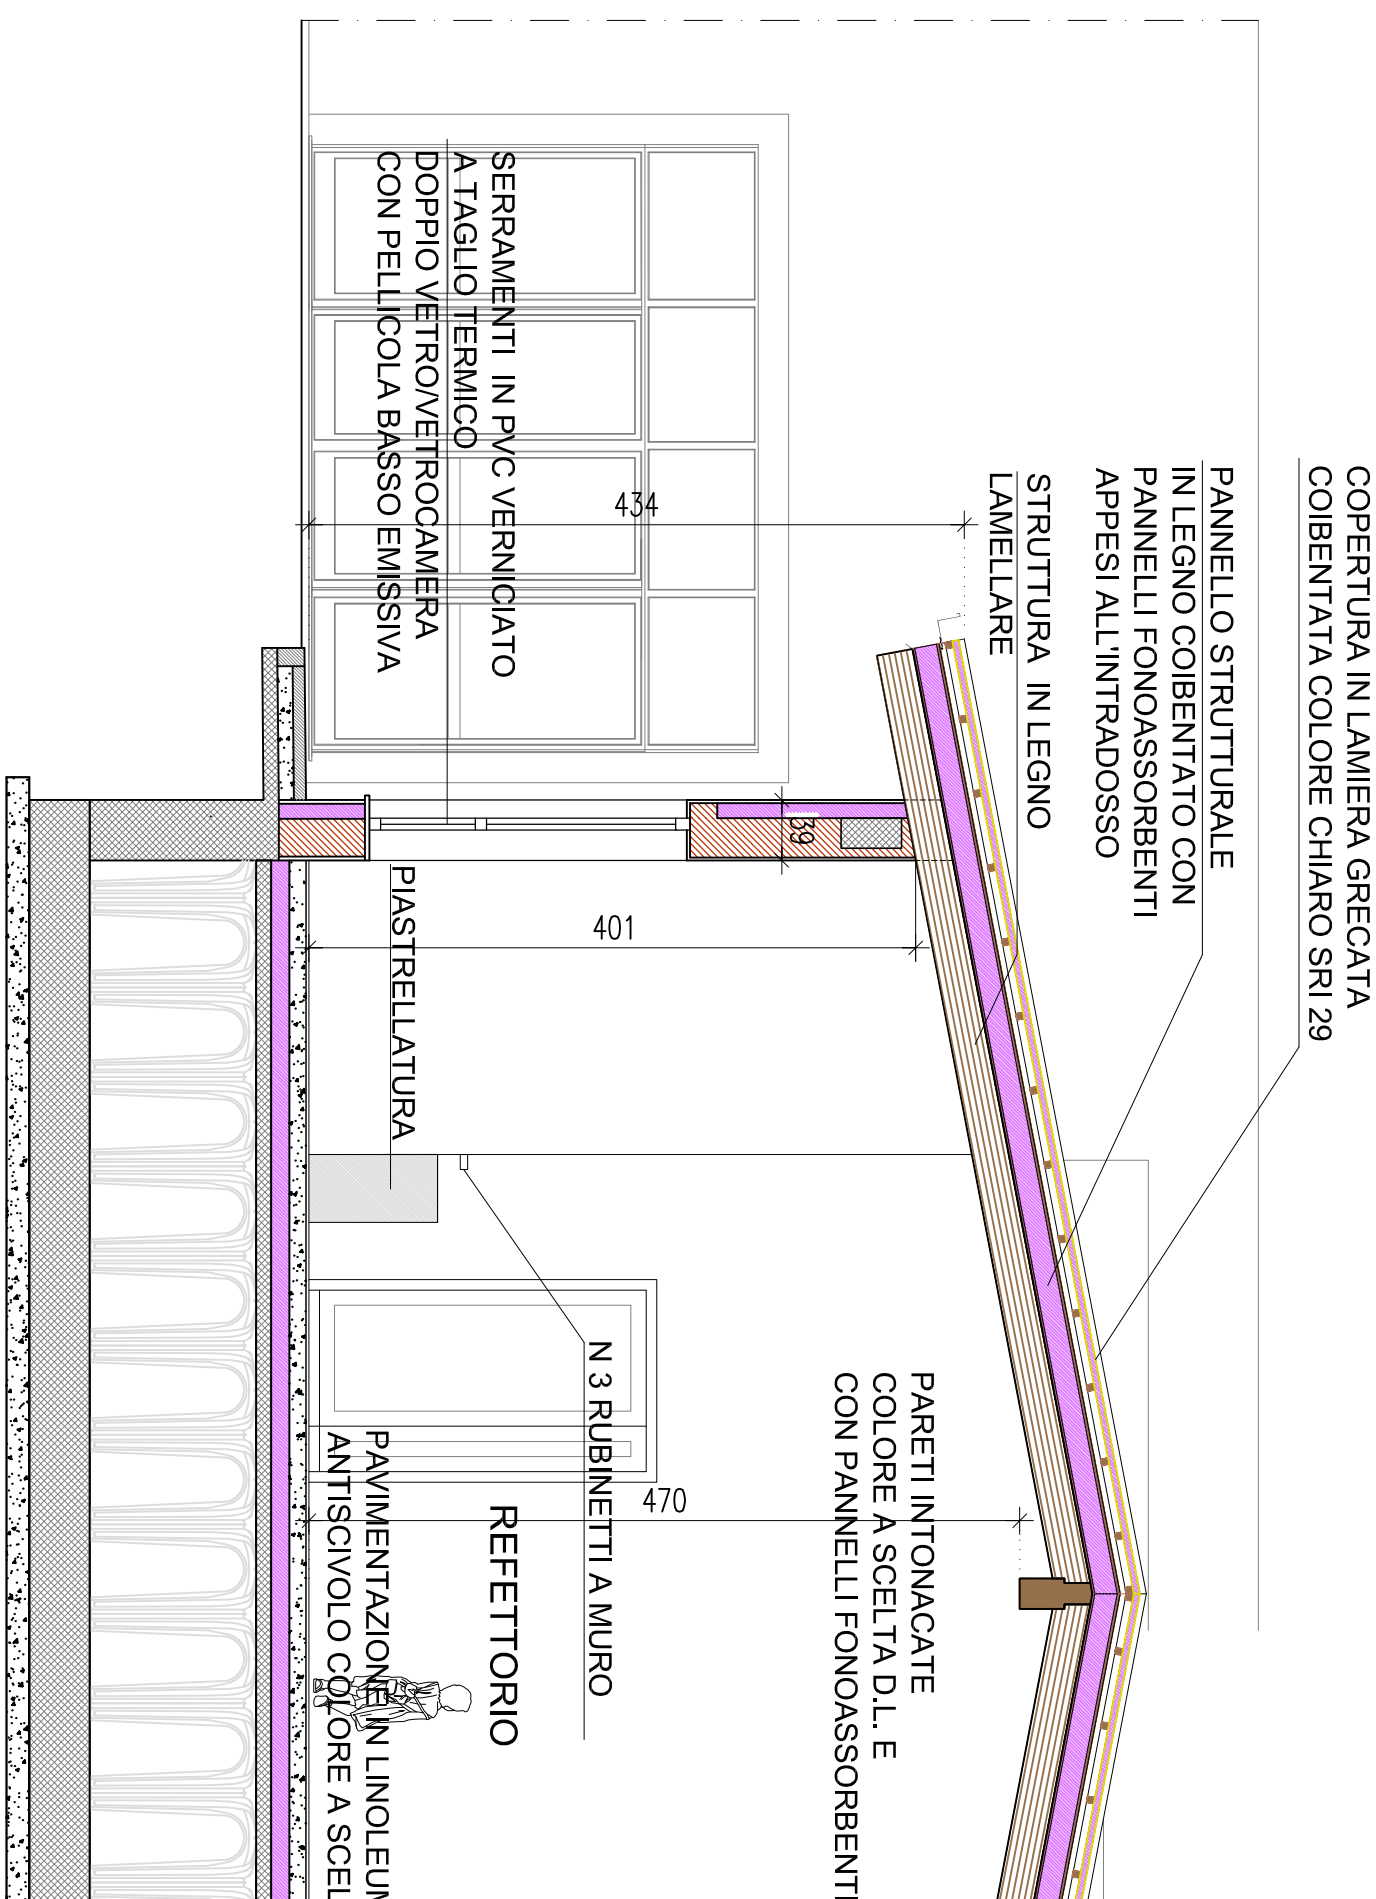 COPERTURA IN LAMIERA GRECATA
COIBENTATA COLORE CHIARO SRI 29
PANNELLO STRUTTURALE
IN LEGNO COIBENTATO CON
PANNELLI FONOASSORBENTI
APPESI ALL'INTRADOSSO
STRUTTURA IN LEGNO
LAMELLARE
SERRAMENTI IN PVC VERNICIATO
A TAGLIO TERMICO
DOPPIO VETRO/VETROCAMERA
CON PELLICOLA BASSO EMISSIVA
434
39
401
PIASTRELLATURA
PARETI INTONACATE
COLORE A SCELTA D.L. E
CON PANNELLI FONOASSORBENTI
N 3 RUBINETTI A MURO
470
REFETTORIO
PAVIMENTAZIONE IN LINOLEUM
ANTISCIVOLO COLORE A SCEL